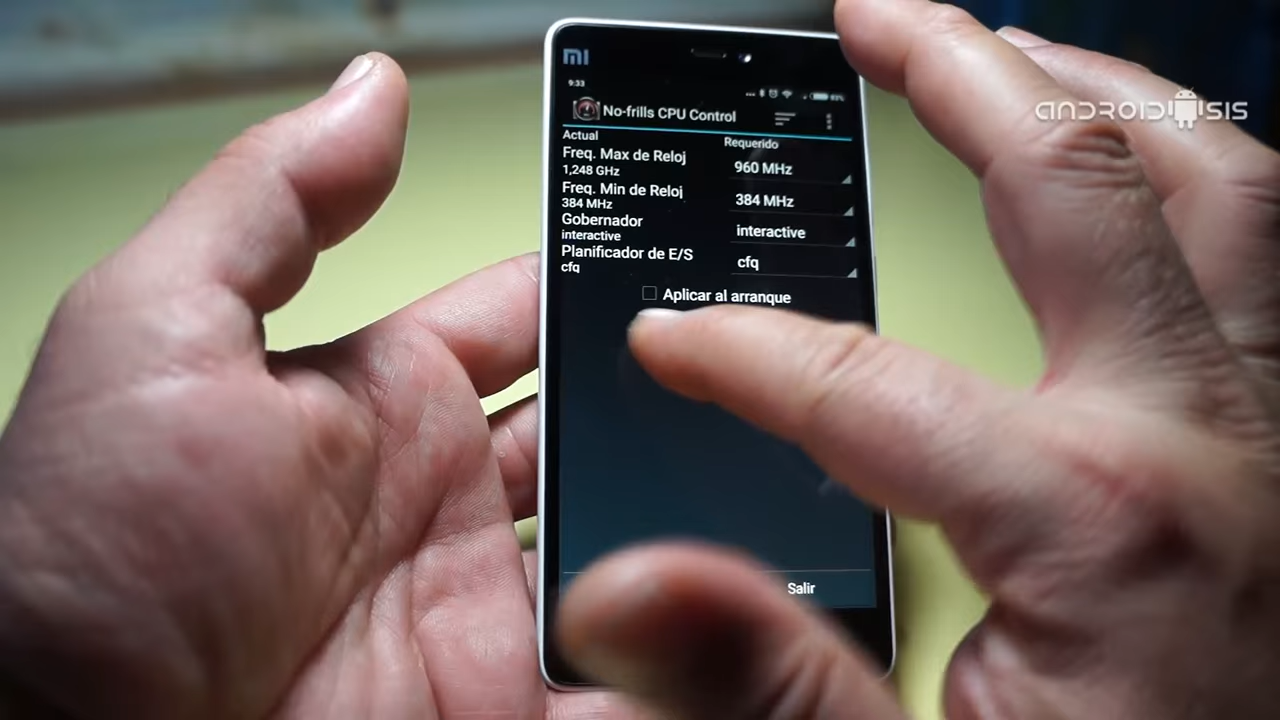 mi
9:33
No-frills CPU Control
Actual
Requerido
Freq. Max de Reloj
960 MHz
1,248 GHz
Freq. Min de Reloj
384 MHz
384 MHz
Gobernador
interactive
interactive
Planificador de E/S
cfq
cfq
Aplicar al arranque
Salir
ANDROIDSIS